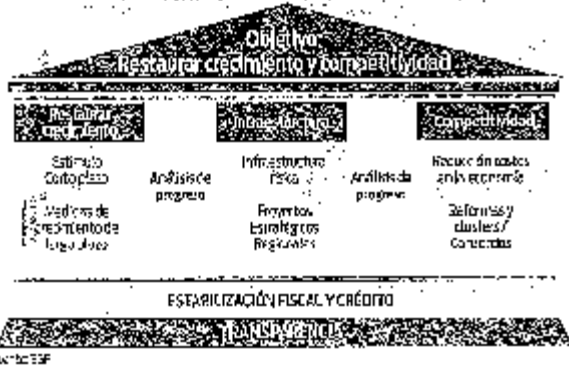 Objetivo
Restaurar crecimiento y competitividad
Restaurar
crecimiento
Infraestructura
Competitividad
Estímulo
Corto plazo
Análisis de
progreso
Infraestructura
física
Análisis de
progreso
Reducción costos
en la economía
Medidas de
crecimiento de
largo plazo
Proyectos
Estratégicos
Regionales
Reformas y
clusters /
ESTABILIZACIÓN FISCAL Y CRÉDITO
TRANSPARENCIA